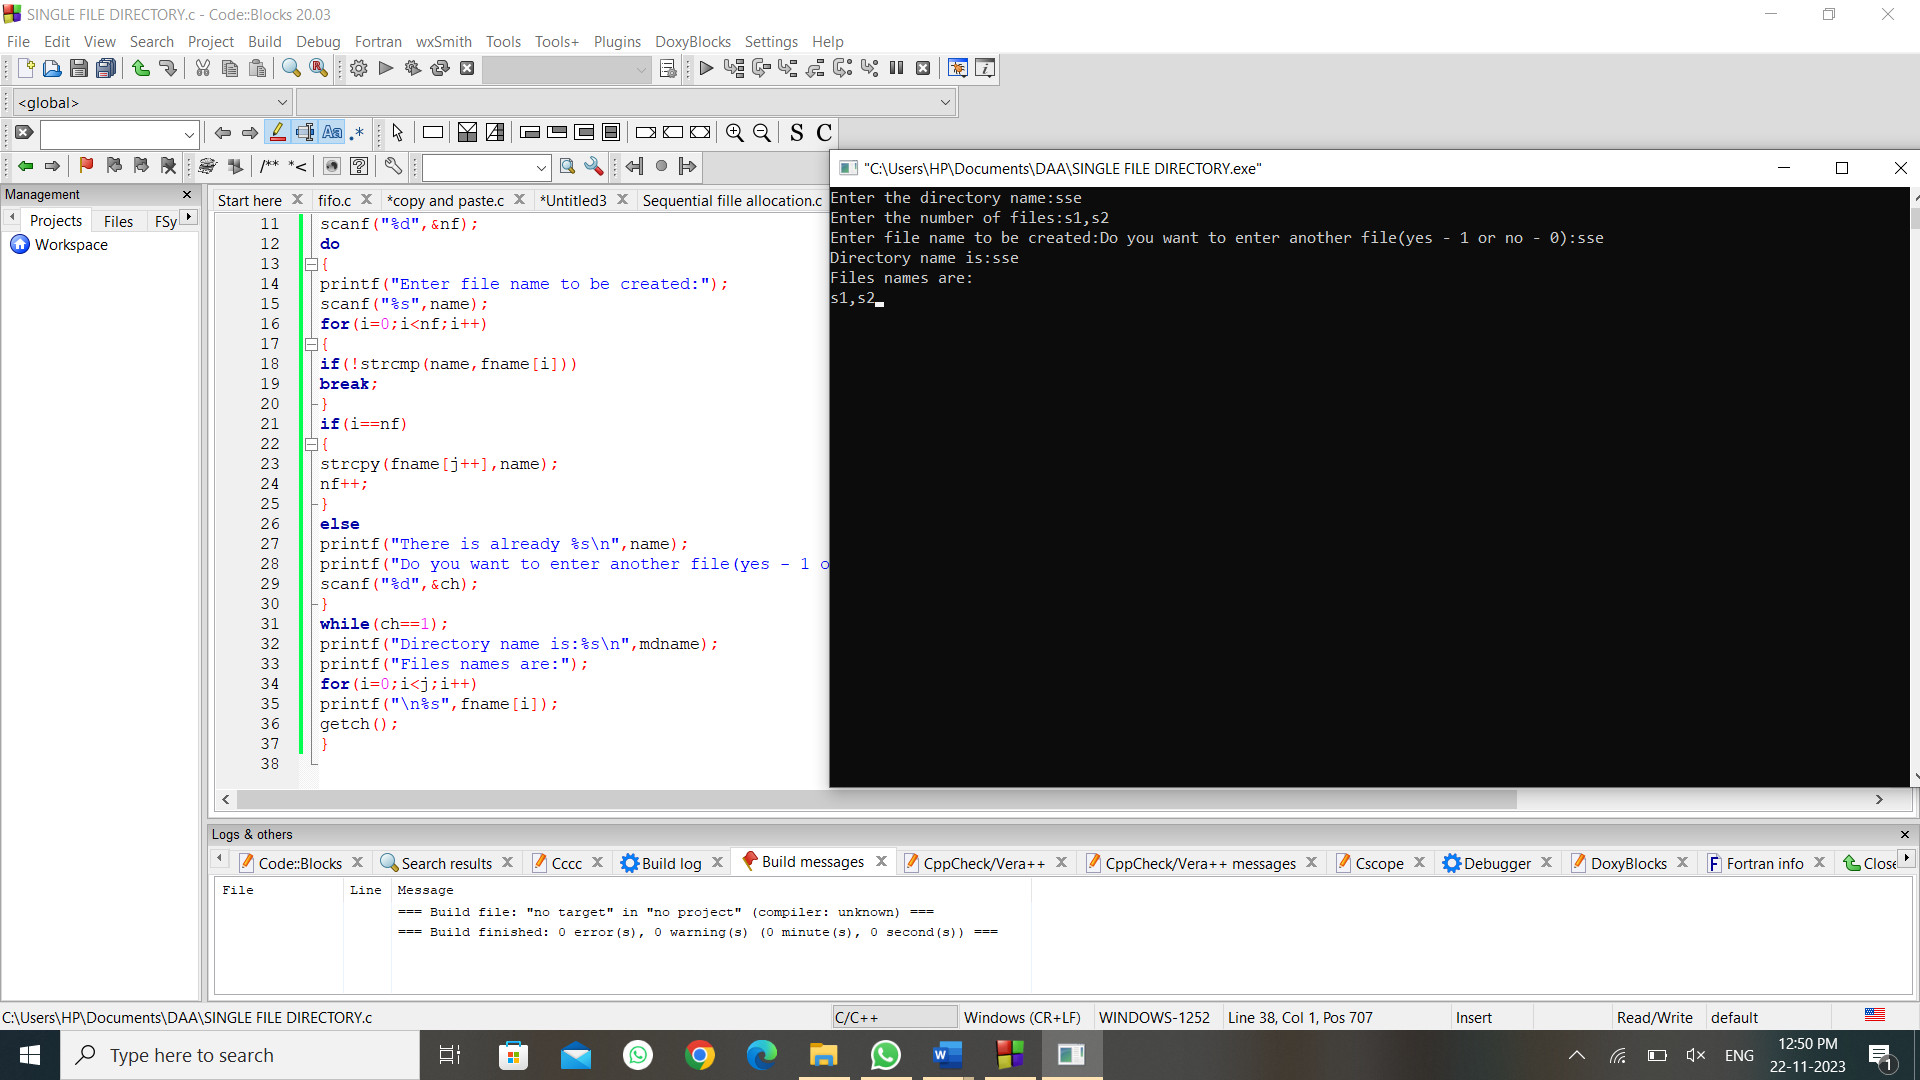 SINGLE FILE DIRECTORY.c - Code::Blocks 20.03
File Edit View Search Project Build Debug Fortran wxSmith Tools Tools+ Plugins DoxyBlocks Settings Help
<global>
Aa .*
S C
/** *<
Management
Projects Files FSy
Workspace
Start here fifo.c *copy and paste.c *Untitled3 Sequential fille allocation.c
11 scanf("%d",&nf);
12 do
13 {
14 printf("Enter file name to be created:");
15 scanf("%s",name);
16 for(i=0;i<nf;i++)
17 {
18 if(!strcmp(name,fname[i]))
19 break;
20 }
21 if(i==nf)
22 {
23 strcpy(fname[j++],name);
24 nf++;
25 }
26 else
27 printf("There is already %s\n",name);
28 printf("Do you want to enter another file(yes - 1 o
29 scanf("%d",&ch);
30 }
31 while(ch==1);
32 printf("Directory name is:%s\n",mdname);
33 printf("Files names are:");
34 for(i=0;i<j;i++)
35 printf("\n%s",fname[i]);
36 getch();
37 }
38
"C:\Users\HP\Documents\DAA\SINGLE FILE DIRECTORY.exe"
Enter the directory name:sse
Enter the number of files:s1,s2
Enter file name to be created:Do you want to enter another file(yes - 1 or no - 0):sse
Directory name is:sse
Files names are:
s1,s2
Logs & others
Code::Blocks Search results Cccc Build log Build messages CppCheck/Vera++ CppCheck/Vera++ messages Cscope Debugger DoxyBlocks Fortran info Close
File Line Message
=== Build file: "no target" in "no project" (compiler: unknown) ===
=== Build finished: 0 error(s), 0 warning(s) (0 minute(s), 0 second(s)) ===
C:\Users\HP\Documents\DAA\SINGLE FILE DIRECTORY.c C/C++ Windows (CR+LF) WINDOWS-1252 Line 38, Col 1, Pos 707 Insert Read/Write default
Type here to search
ENG
12:50 PM
22-11-2023
1